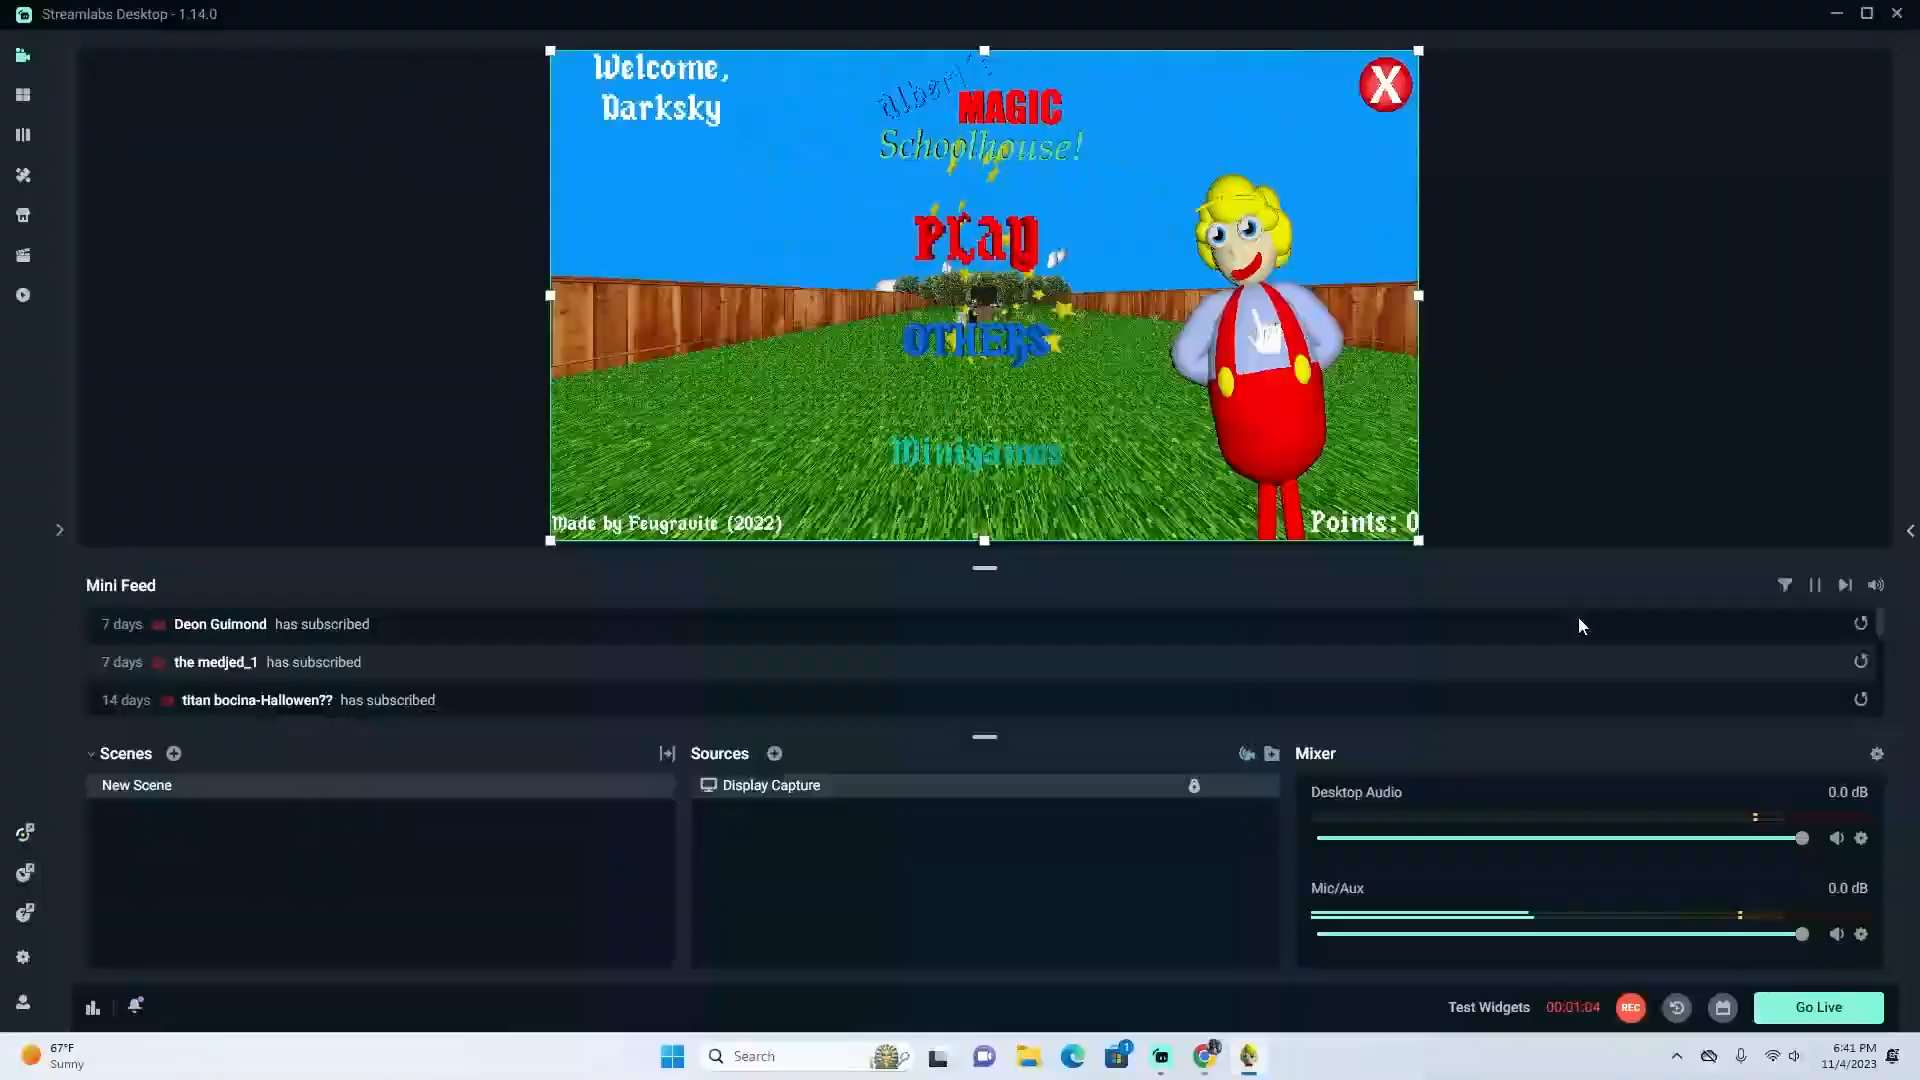 Streamlabs Desktop - 1.14.0
Welcome,
Darksky
Albert's
MAGIC
Schoolhouse!
X
PLAY
OTHERS
Minigames
Made by Feugravite (2022)
Points: 0
Mini Feed
7 days Deon Gulmond has subscribed
7 days the medjed_1 has subscribed
14 days titan bocina-Hallowen?? has subscribed
Scenes
New Scene
Sources
Display Capture
Mixer
Desktop Audio 0.0 dB
Mic/Aux 0.0 dB
Test Widgets 00:01:04 REC Go Live
67°F
Sunny
Search
1
6:41 PM
11/4/2023